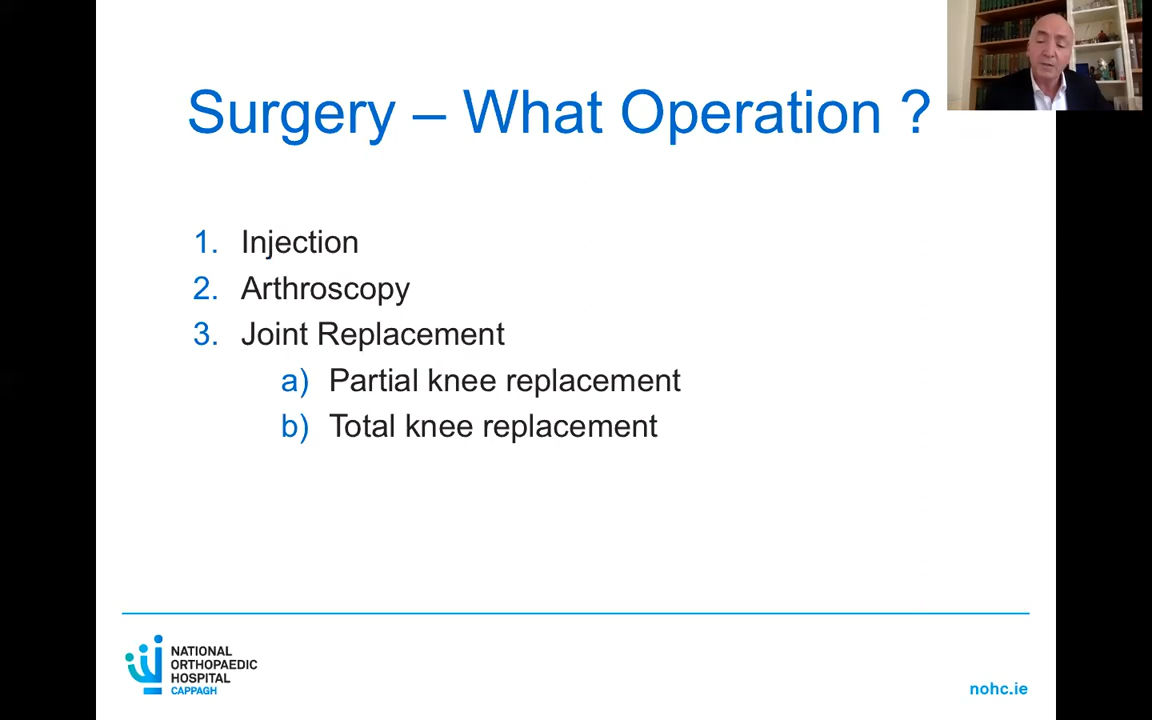 Surgery – What Operation ?
1. Injection
2. Arthroscopy
3. Joint Replacement
a) Partial knee replacement
b) Total knee replacement
NATIONAL
ORTHOPAEDIC
HOSPITAL
CAPPAGH
nohc.ie